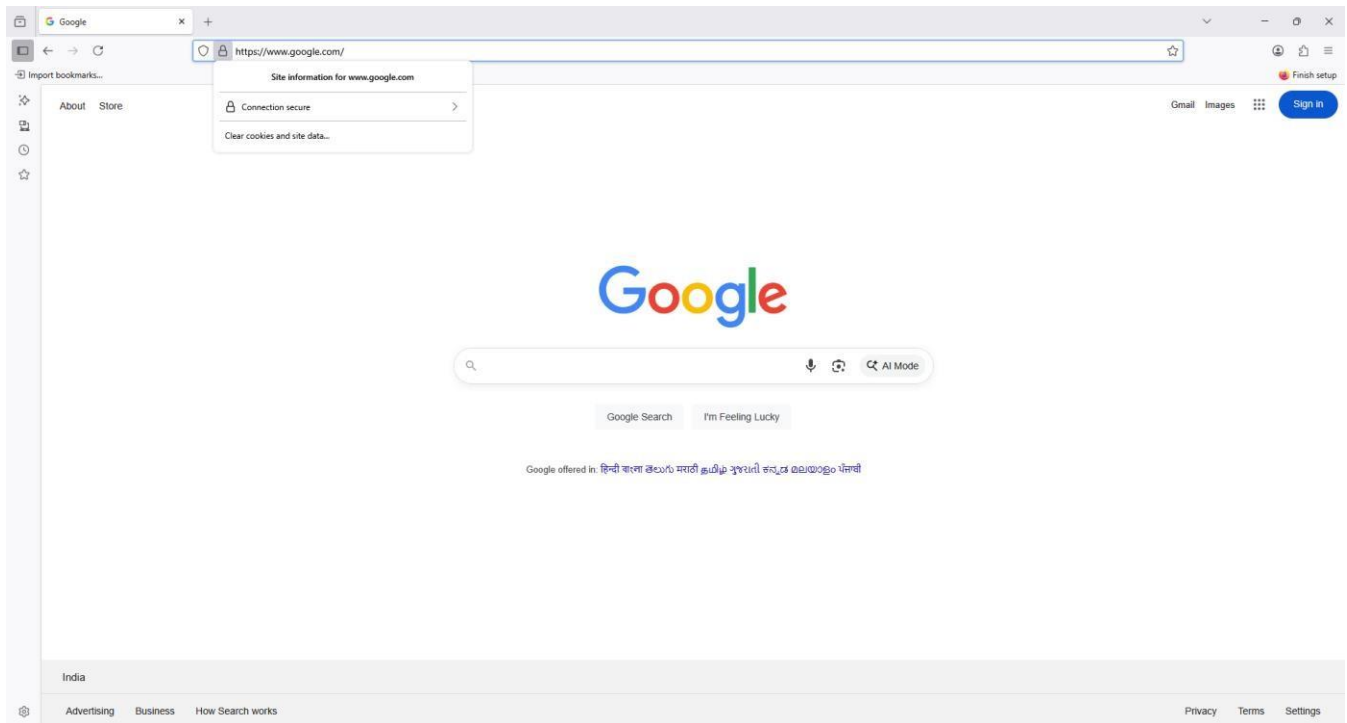 Google
https://www.google.com/
Import bookmarks...
Finish setup
Site information for www.google.com
Connection secure
Clear cookies and site data...
About Store
Gmail Images Sign in
Google
AI Mode
Google Search I'm Feeling Lucky
Google offered in: हिन्दी বাংলা తెలుగు मराठी தமிழ் ગુજરાતી ಕನ್ನಡ മലയാളം ਪੰਜਾਬੀ
India
Advertising Business How Search works
Privacy Terms Settings